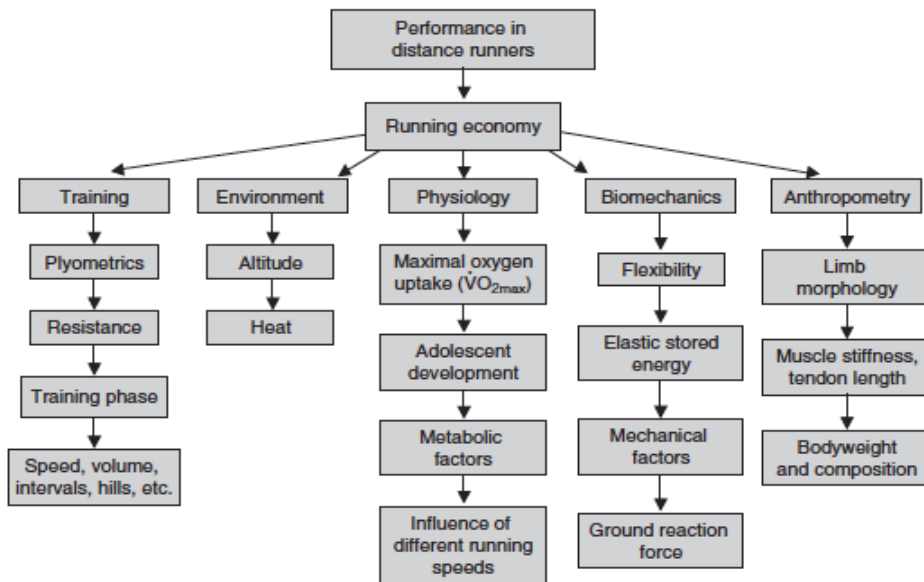 Performance in
distance runners
Running economy
Training
Environment
Physiology
Biomechanics
Anthropometry
Plyometrics
Altitude
Maximal oxygen
uptake (V̇O2max)
Flexibility
Limb
morphology
Resistance
Heat
Adolescent
development
Elastic stored
energy
Muscle stiffness,
tendon length
Training phase
Metabolic
factors
Mechanical
factors
Bodyweight
and composition
Speed, volume,
intervals, hills, etc.
Influence of
different running
speeds
Ground reaction
force